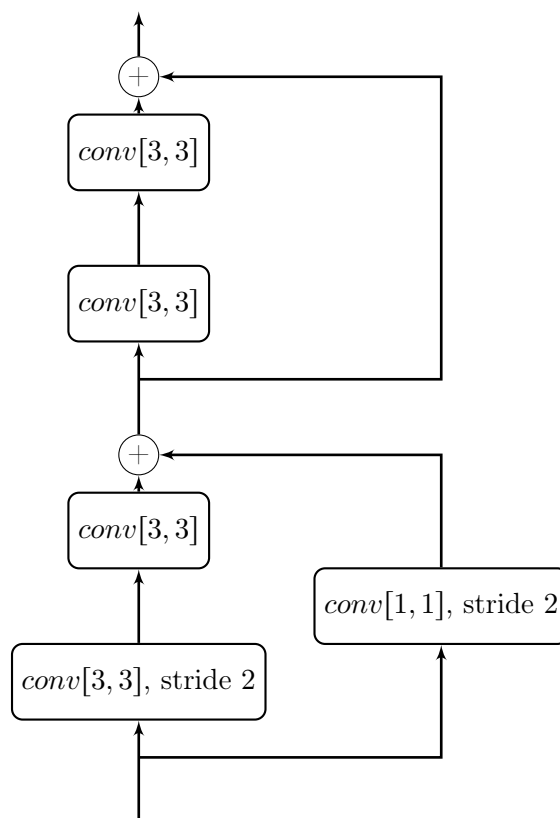 +
conv[3, 3]
conv[3, 3]
+
conv[3, 3]
conv[1, 1], stride 2
conv[3, 3], stride 2